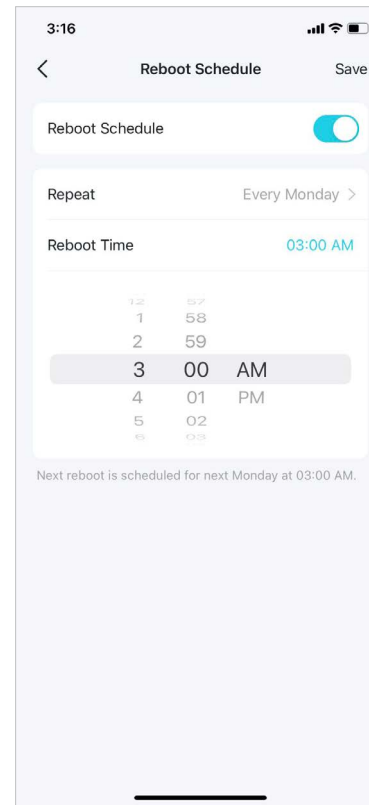 3:16
Reboot Schedule Save
Reboot Schedule
Repeat Every Monday >
Reboot Time 03:00 AM
12 57
1 58
2 59
3 00 AM
4 01 PM
5 02
6 03
Next reboot is scheduled for next Monday at 03:00 AM.